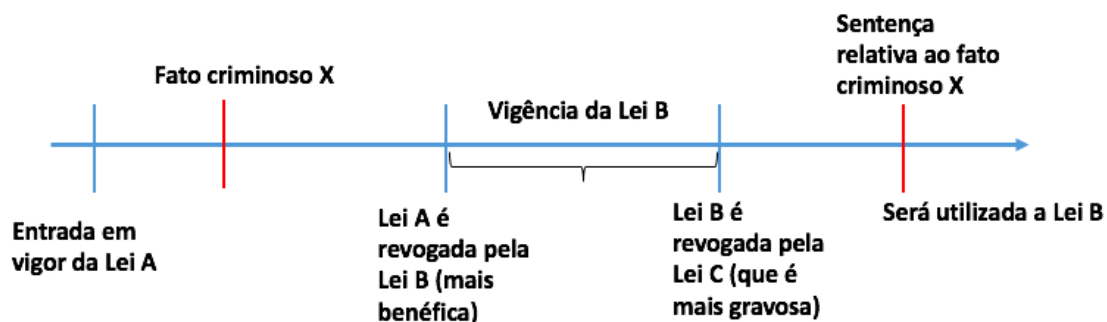 Sentença
relativa ao fato
criminoso X
Fato criminoso X
Vigência da Lei B
Entrada em
vigor da Lei A
Lei A é
revogada pela
Lei B (mais
benéfica)
Lei B é
revogada pela
Lei C (que é
mais gravosa)
Será utilizada a Lei B